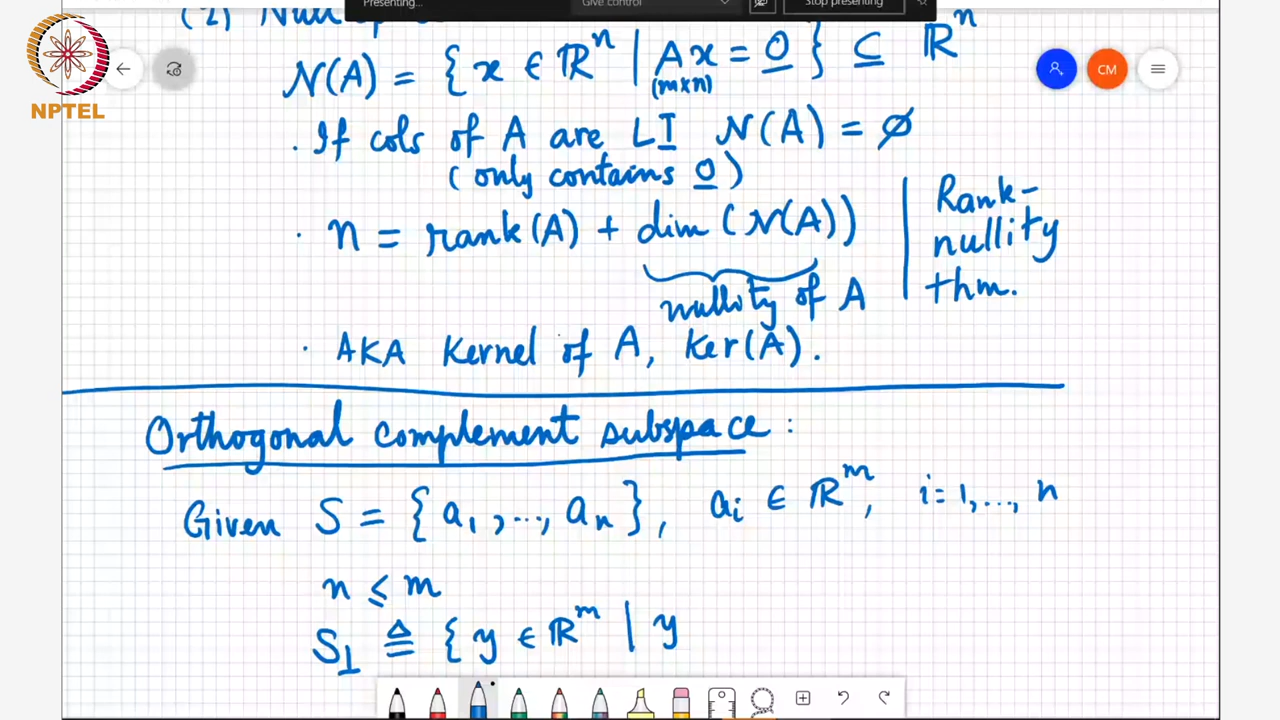 Presenting...
Give control
Stop presenting
(2)
N(A) = { x ∈ ℝⁿ | Ax = 0 } ⊆ ℝⁿ
(m×n)
· If cols of A are LI N(A) = ∅
(only contains 0)
· n = rank(A) + dim (N(A))
nullity of A
Rank-
nullity
thm.
· AKA Kernel of A, Ker(A).
Orthogonal complement subspace :
Given S = { a₁, ..., aₙ }, aᵢ ∈ ℝᵐ, i = 1, ..., n
n ≤ m
S⊥ ≜ { y ∈ ℝᵐ | y
NPTEL
CM